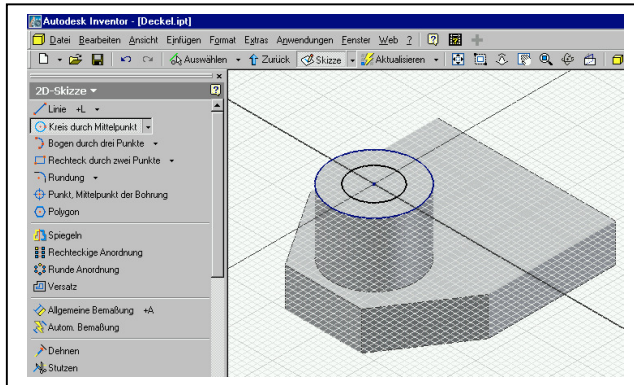 Autodesk Inventor - [Deckel.ipt]
Datei Bearbeiten Ansicht Einfügen Format Extras Anwendungen Fenster Web ?
Auswählen Zurück Skizze Aktualisieren
2D-Skizze
Linie +L
Kreis durch Mittelpunkt
Bogen durch drei Punkte
Rechteck durch zwei Punkte
Rundung
Punkt, Mittelpunkt der Bohrung
Polygon
Spiegeln
Rechteckige Anordnung
Runde Anordnung
Versatz
Allgemeine Bemaßung +A
Autom. Bemaßung
Dehnen
Stutzen